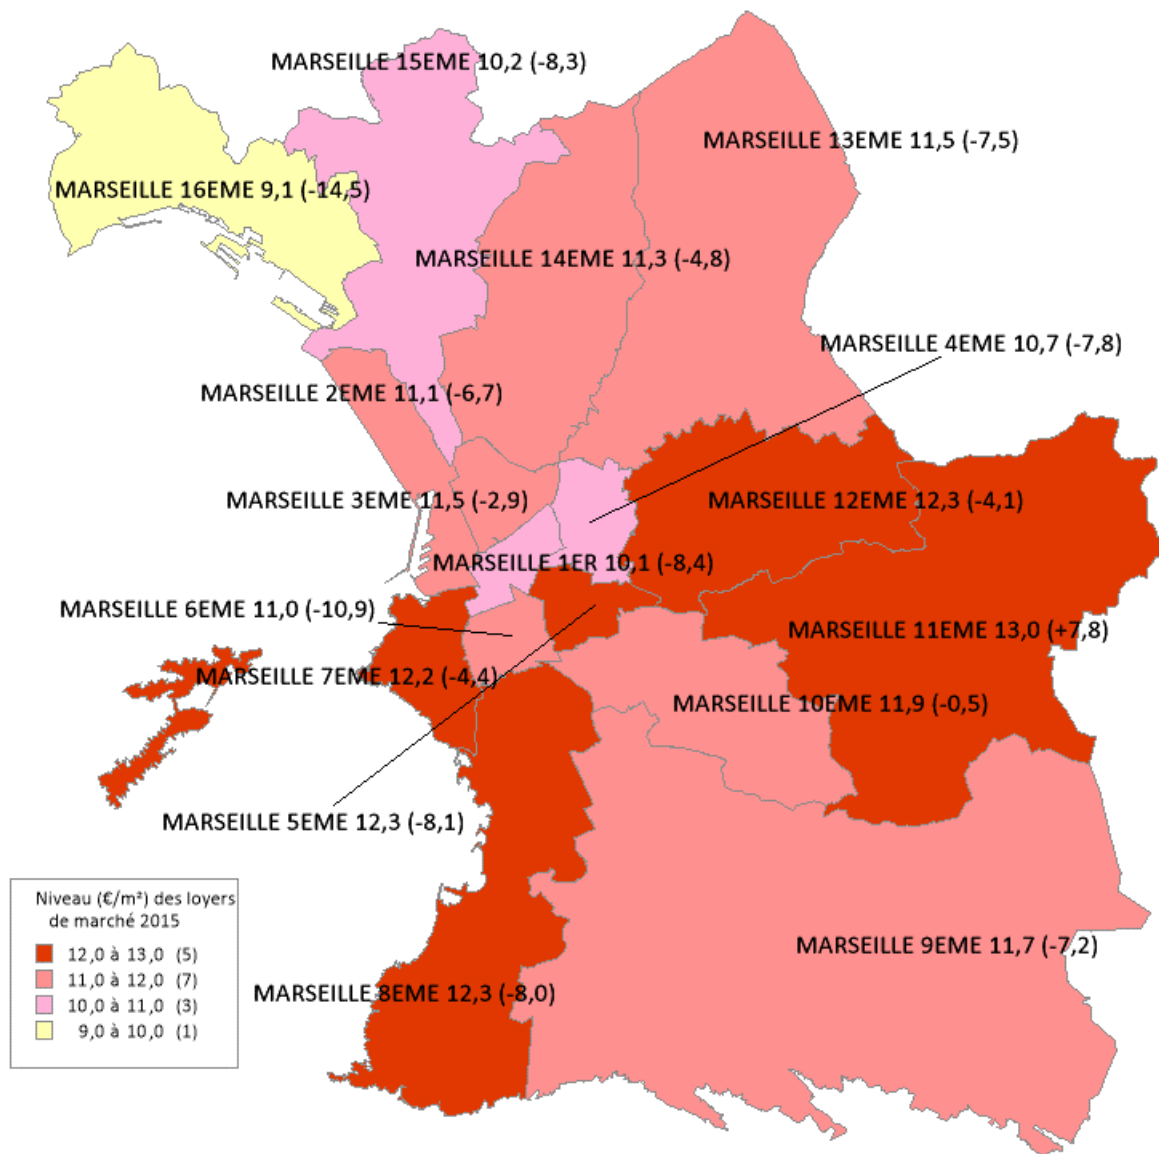 MARSEILLE 15EME 10,2 (-8,3)
MARSEILLE 13EME 11,5 (-7,5)
MARSEILLE 16EME 9,1 (-14,5)
MARSEILLE 14EME 11,3 (-4,8)
MARSEILLE 4EME 10,7 (-7,8)
MARSEILLE 2EME 11,1 (-6,7)
MARSEILLE 3EME 11,5 (-2,9)
MARSEILLE 12EME 12,3 (-4,1)
MARSEILLE 1ER 10,1 (-8,4)
MARSEILLE 6EME 11,0 (-10,9)
MARSEILLE 11EME 13,0 (+7,8)
MARSEILLE 7EME 12,2 (-4,4)
MARSEILLE 10EME 11,9 (-0,5)
MARSEILLE 5EME 12,3 (-8,1)
MARSEILLE 9EME 11,7 (-7,2)
MARSEILLE 8EME 12,3 (-8,0)
Niveau (€/m²) des loyers
de marché 2015
12,0 à 13,0 (5)
11,0 à 12,0 (7)
10,0 à 11,0 (3)
9,0 à 10,0 (1)